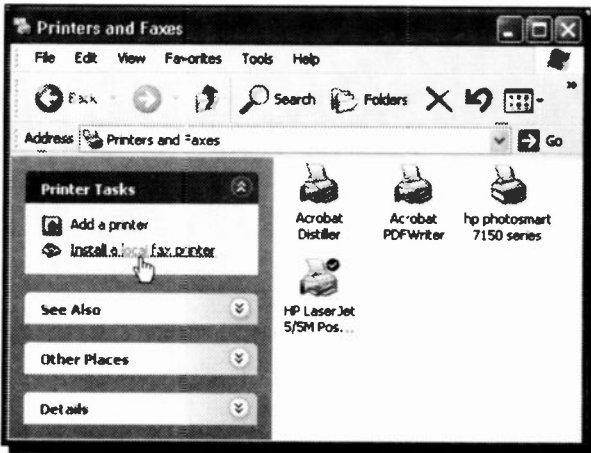 Printers and Faxes
File Edit View Favorites Tools Help
Back Search Folders
Address Printers and Faxes Go
Printer Tasks
Add a printer
Install a local fax printer
See Also
Other Places
Details
Acrobat
Distiller
Acrobat
PDFWriter
hp photosmart
7150 series
HP LaserJet
5/5M Pos...